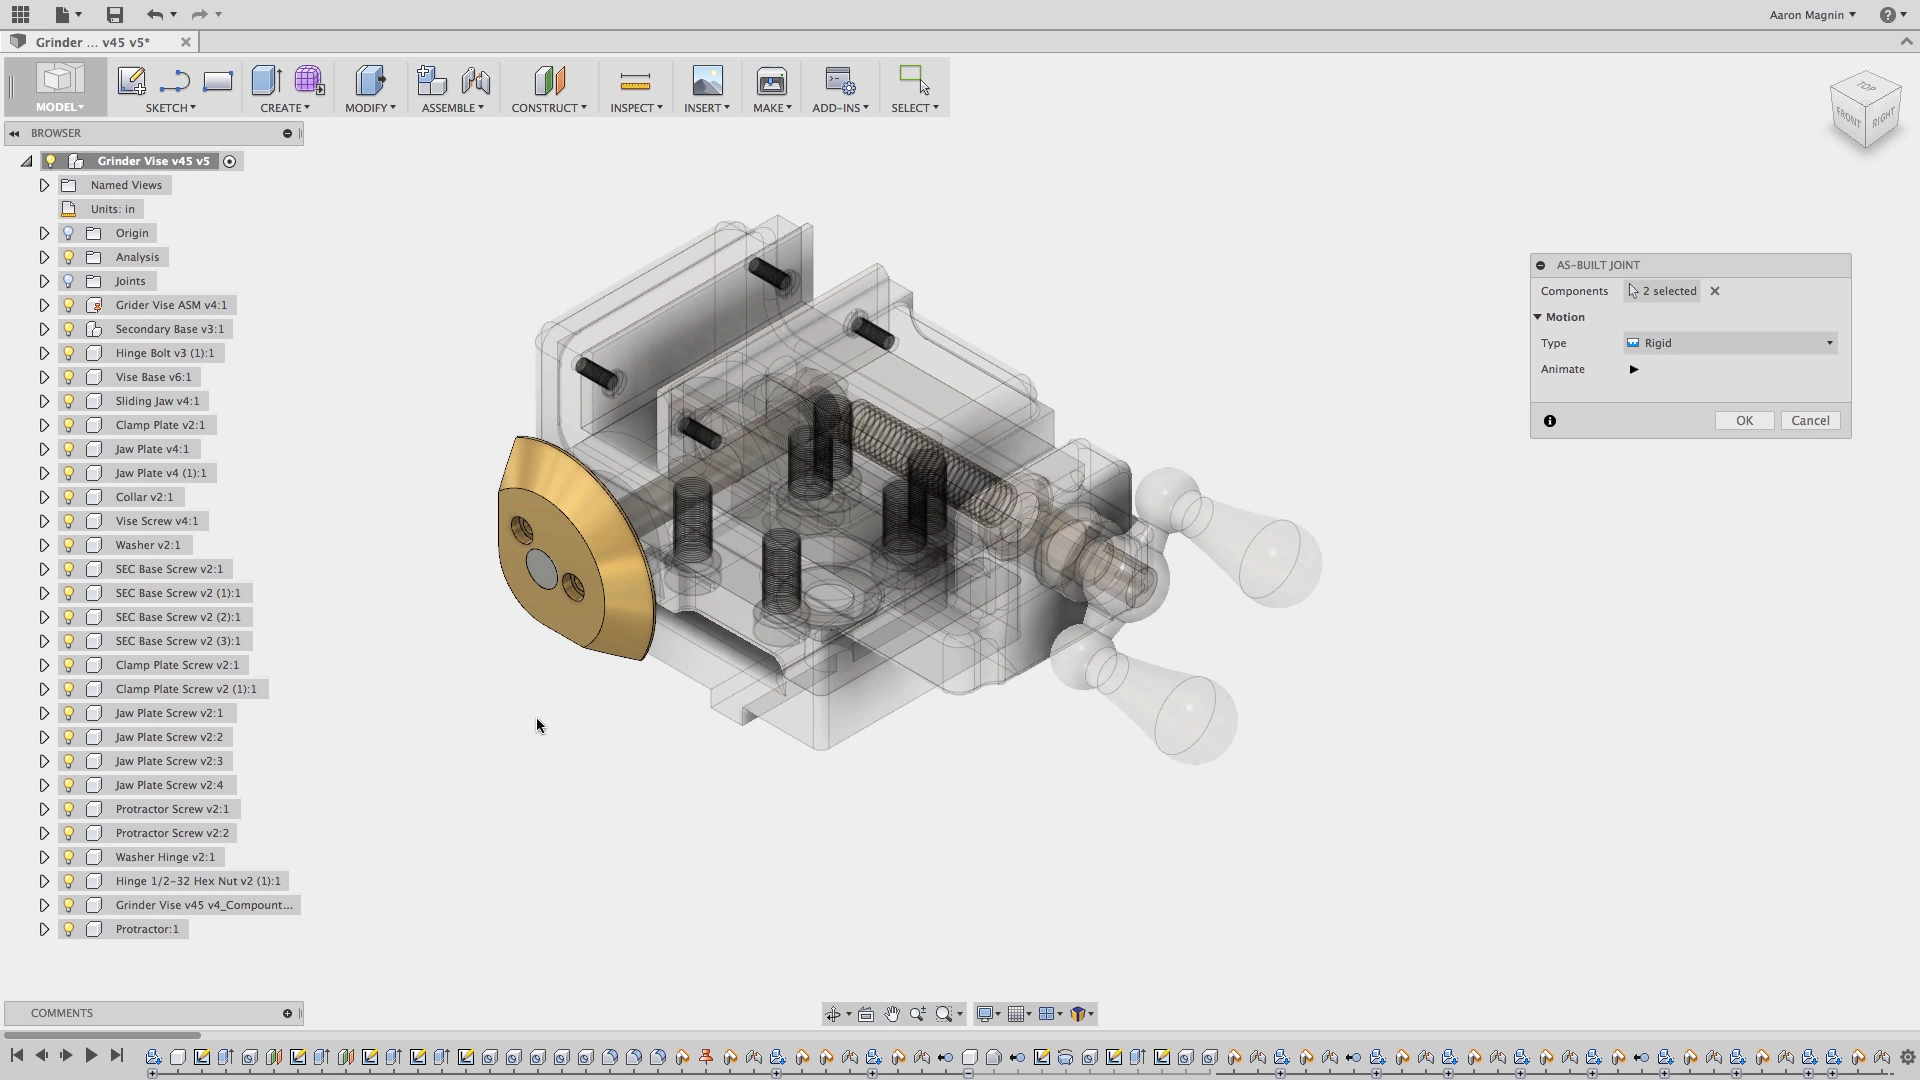 Aaron Magnin
Grinder ... v45 v5*
MODEL
SKETCH
CREATE
MODIFY
ASSEMBLE
CONSTRUCT
INSPECT
INSERT
MAKE
ADD-INS
SELECT
TOP
FRONT
RIGHT
BROWSER
Grinder Vise v45 v5
Named Views
Units: in
Origin
Analysis
Joints
Grider Vise ASM v4:1
Secondary Base v3:1
Hinge Bolt v3 (1):1
Vise Base v6:1
Sliding Jaw v4:1
Clamp Plate v2:1
Jaw Plate v4:1
Jaw Plate v4 (1):1
Collar v2:1
Vise Screw v4:1
Washer v2:1
SEC Base Screw v2:1
SEC Base Screw v2 (1):1
SEC Base Screw v2 (2):1
SEC Base Screw v2 (3):1
Clamp Plate Screw v2:1
Clamp Plate Screw v2 (1):1
Jaw Plate Screw v2:1
Jaw Plate Screw v2:2
Jaw Plate Screw v2:3
Jaw Plate Screw v2:4
Protractor Screw v2:1
Protractor Screw v2:2
Washer Hinge v2:1
Hinge 1/2-32 Hex Nut v2 (1):1
Grinder Vise v45 v4_Compount...
Protractor:1
AS-BUILT JOINT
Components 2 selected
Motion
Type Rigid
Animate
OK Cancel
COMMENTS